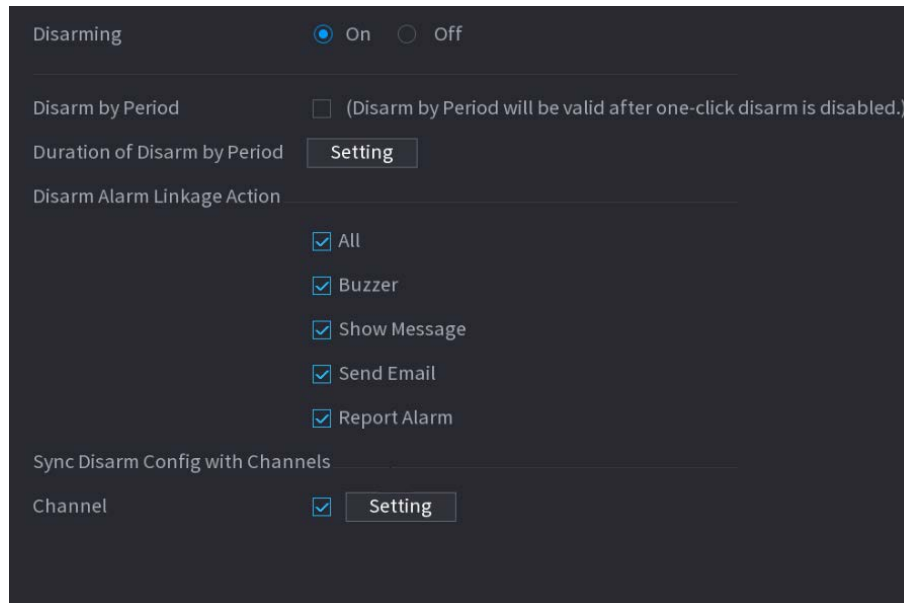 Disarming On Off
Disarm by Period (Disarm by Period will be valid after one-click disarm is disabled.)
Duration of Disarm by Period Setting
Disarm Alarm Linkage Action
All
Buzzer
Show Message
Send Email
Report Alarm
Sync Disarm Config with Channels
Channel Setting